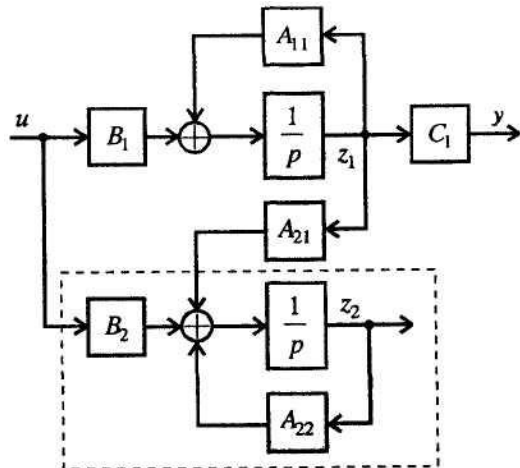 A₁₁
u
B₁
1
p
z₁
C₁
y
A₂₁
B₂
1
p
z₂
A₂₂